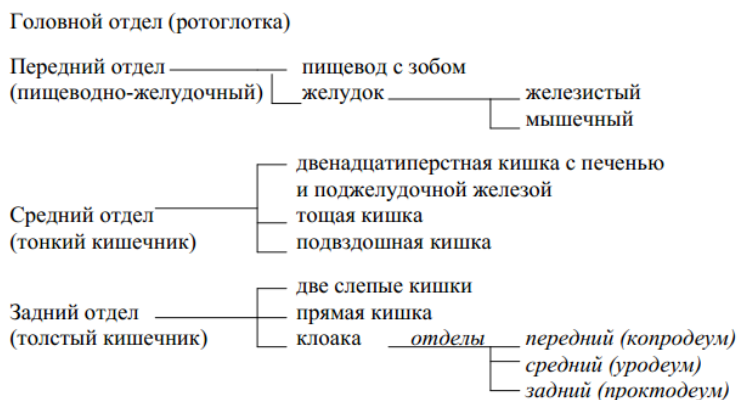 Головной отдел (ротоглотка)
Передний отдел пищевод с зобом
(пищеводно-желудочный) желудок железистый
мышечный
двенадцатиперстная кишка с печенью
и поджелудочной железой
Средний отдел тощая кишка
(тонкий кишечник) подвздошная кишка
две слепые кишки
Задний отдел прямая кишка
(толстый кишечник) клоака отделы передний (копродеум)
средний (уродеум)
задний (проктодеум)